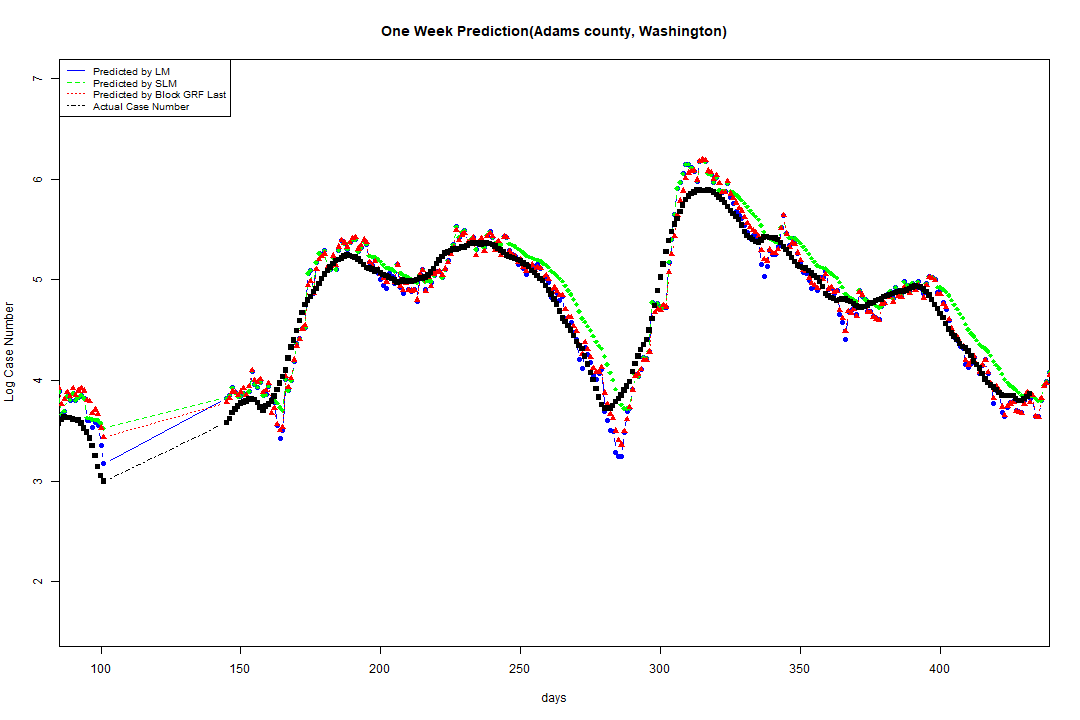 One Week Prediction(Adams county, Washington)
Predicted by LM
Predicted by SLM
Predicted by Block GRF Last
Actual Case Number
7
6
5
4
3
2
Log Case Number
100 150 200 250 300 350 400
days